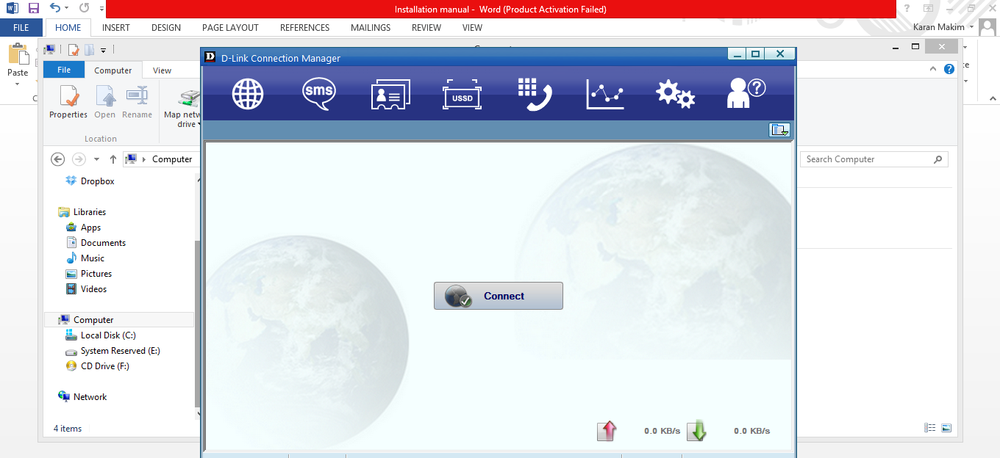 Installation manual - Word (Product Activation Failed)
FILE HOME INSERT DESIGN PAGE LAYOUT REFERENCES MAILINGS REVIEW VIEW
Karan Makim
Paste
File Computer View
Properties Open Rename
Map netw
drive
Location
Computer
Search Computer
Dropbox
Libraries
Apps
Documents
Music
Pictures
Videos
Computer
Local Disk (C:)
System Reserved (E:)
CD Drive (F:)
Network
4 items
D D-Link Connection Manager
sms
USSD
Connect
0.0 KB/s
0.0 KB/s